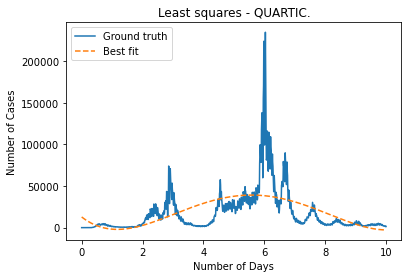 Least squares - QUARTIC.
Ground truth
Best fit
Number of Cases
200000
150000
100000
50000
0
0 2 4 6 8 10
Number of Days